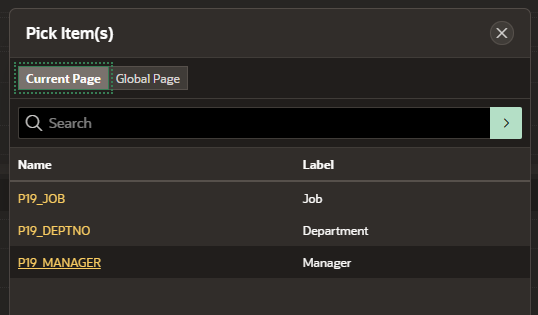 Pick Item(s)
Current Page Global Page
Search
Name Label
P19_JOB Job
P19_DEPTNO Department
P19_MANAGER Manager